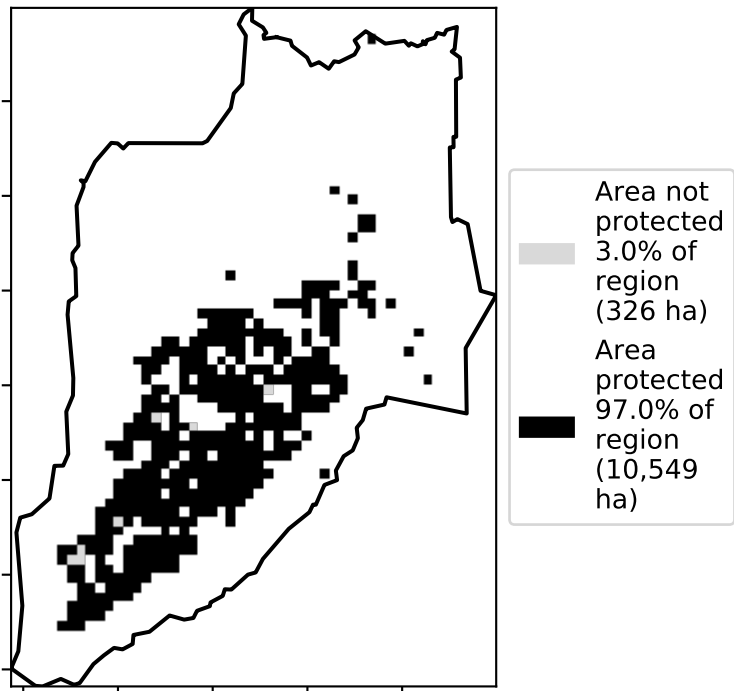 Area not
protected
3.0% of
region
(326 ha)
Area
protected
97.0% of
region
(10,549
ha)